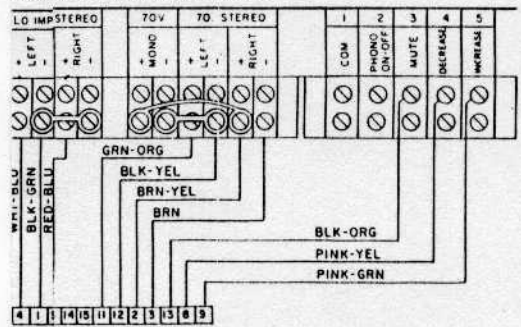 LO IMP STEREO
+ LEFT -
+ RIGHT -
70V
+ MONO -
70. STEREO
+ LEFT -
+ RIGHT -
1 2 3 4 5
COM
PHONO ON-OFF
MUTE
DECREASE
INCREASE
WHT-BLU
BLK-GRN
RED-BLU
GRN-ORG
BLK-YEL
BRN-YEL
BRN
BLK-ORG
PINK-YEL
PINK-GRN
4 1 14 15 11 12 2 3 13 8 9